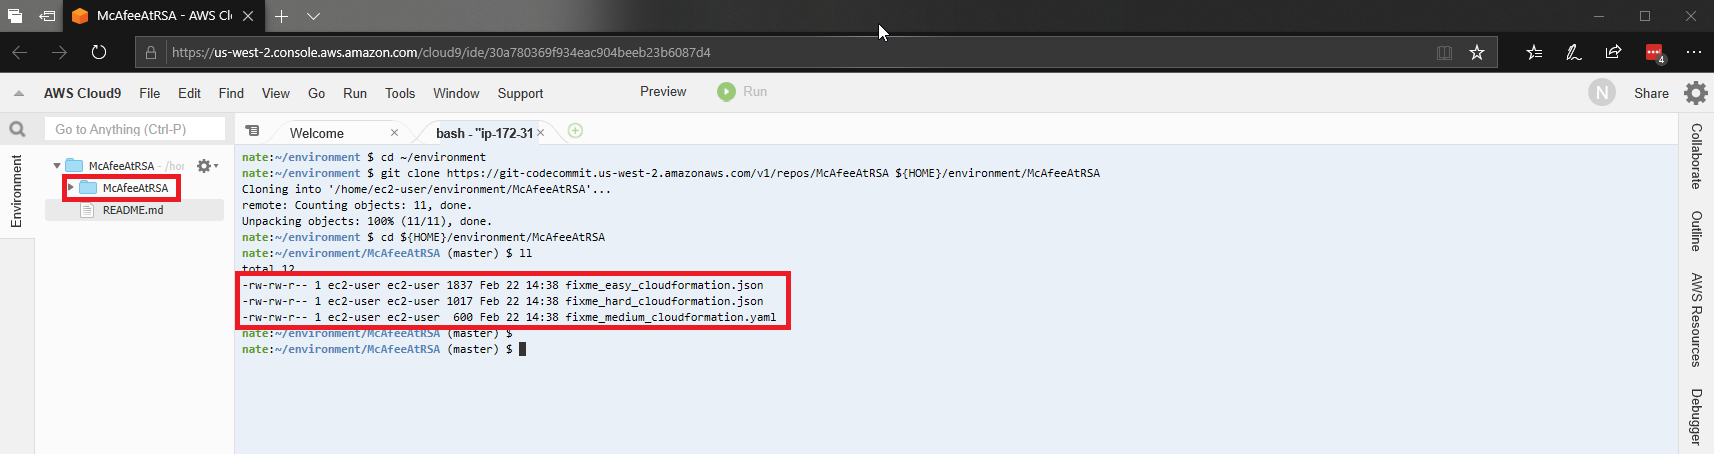 McAfeeAtRSA - AWS Cl
https://us-west-2.console.aws.amazon.com/cloud9/ide/30a780369f934eac904beeb23b6087d4
4
AWS Cloud9 File Edit Find View Go Run Tools Window Support Preview Run N Share
Go to Anything (Ctrl-P)
Welcome
bash - "ip-172-31
Environment
McAfeeAtRSA - /ho
McAfeeAtRSA
README.md
nate:~/environment $ cd ~/environment
nate:~/environment $ git clone https://git-codecommit.us-west-2.amazonaws.com/v1/repos/McAfeeAtRSA ${HOME}/environment/McAfeeAtRSA
Cloning into '/home/ec2-user/environment/McAfeeAtRSA'...
remote: Counting objects: 11, done.
Unpacking objects: 100% (11/11), done.
nate:~/environment $ cd ${HOME}/environment/McAfeeAtRSA
nate:~/environment/McAfeeAtRSA (master) $ ll
total 12
-rw-rw-r-- 1 ec2-user ec2-user 1837 Feb 22 14:38 fixme_easy_cloudformation.json
-rw-rw-r-- 1 ec2-user ec2-user 1017 Feb 22 14:38 fixme_hard_cloudformation.json
-rw-rw-r-- 1 ec2-user ec2-user  600 Feb 22 14:38 fixme_medium_cloudformation.yaml
nate:~/environment/McAfeeAtRSA (master) $
nate:~/environment/McAfeeAtRSA (master) $
Collaborate
Outline
AWS Resources
Debugger